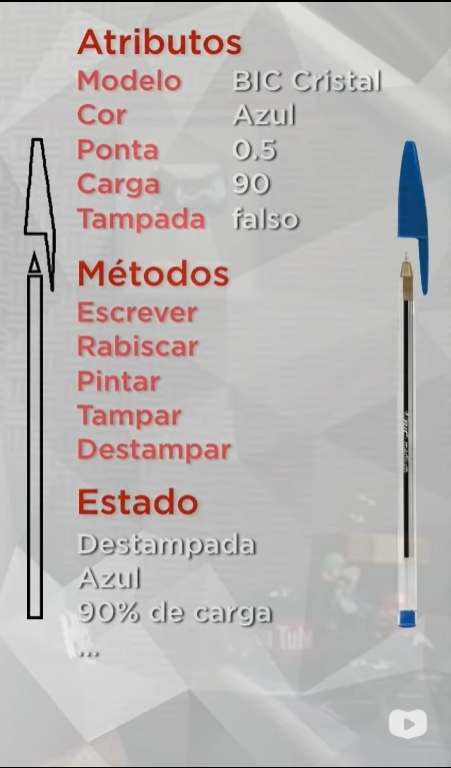 Atributos
Modelo BIC Cristal
Cor Azul
Ponta 0.5
Carga 90
Tampada falso
Métodos
Escrever
Rabiscar
Pintar
Tampar
Destampar
Estado
Destampada
Azul
90% de carga
...